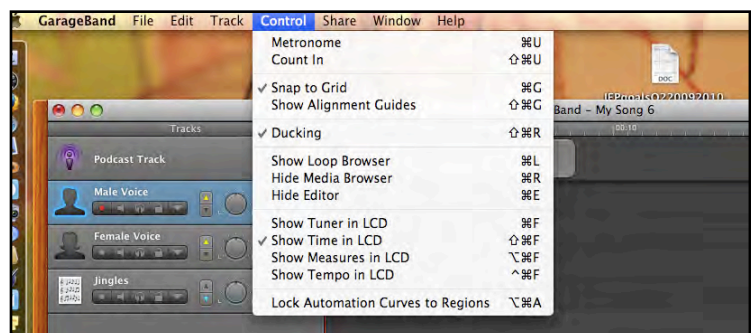 GarageBand File Edit Track Control Share Window Help
Metronome ⌘U
Count In ⇧⌘U
✓ Snap to Grid ⌘G
Show Alignment Guides ⇧⌘G
✓ Ducking ⇧⌘R
Show Loop Browser ⌘L
Hide Media Browser ⌘R
Hide Editor ⌘E
Show Tuner in LCD ⌘F
✓ Show Time in LCD ⇧⌘F
Show Measures in LCD ⌥⌘F
Show Tempo in LCD ^⌘F
Lock Automation Curves to Regions ⌥⌘A
DOC
IEPgoalsQ220092010
Band - My Song 6
Tracks
00:10
Podcast Track
Male Voice
Female Voice
Jingles